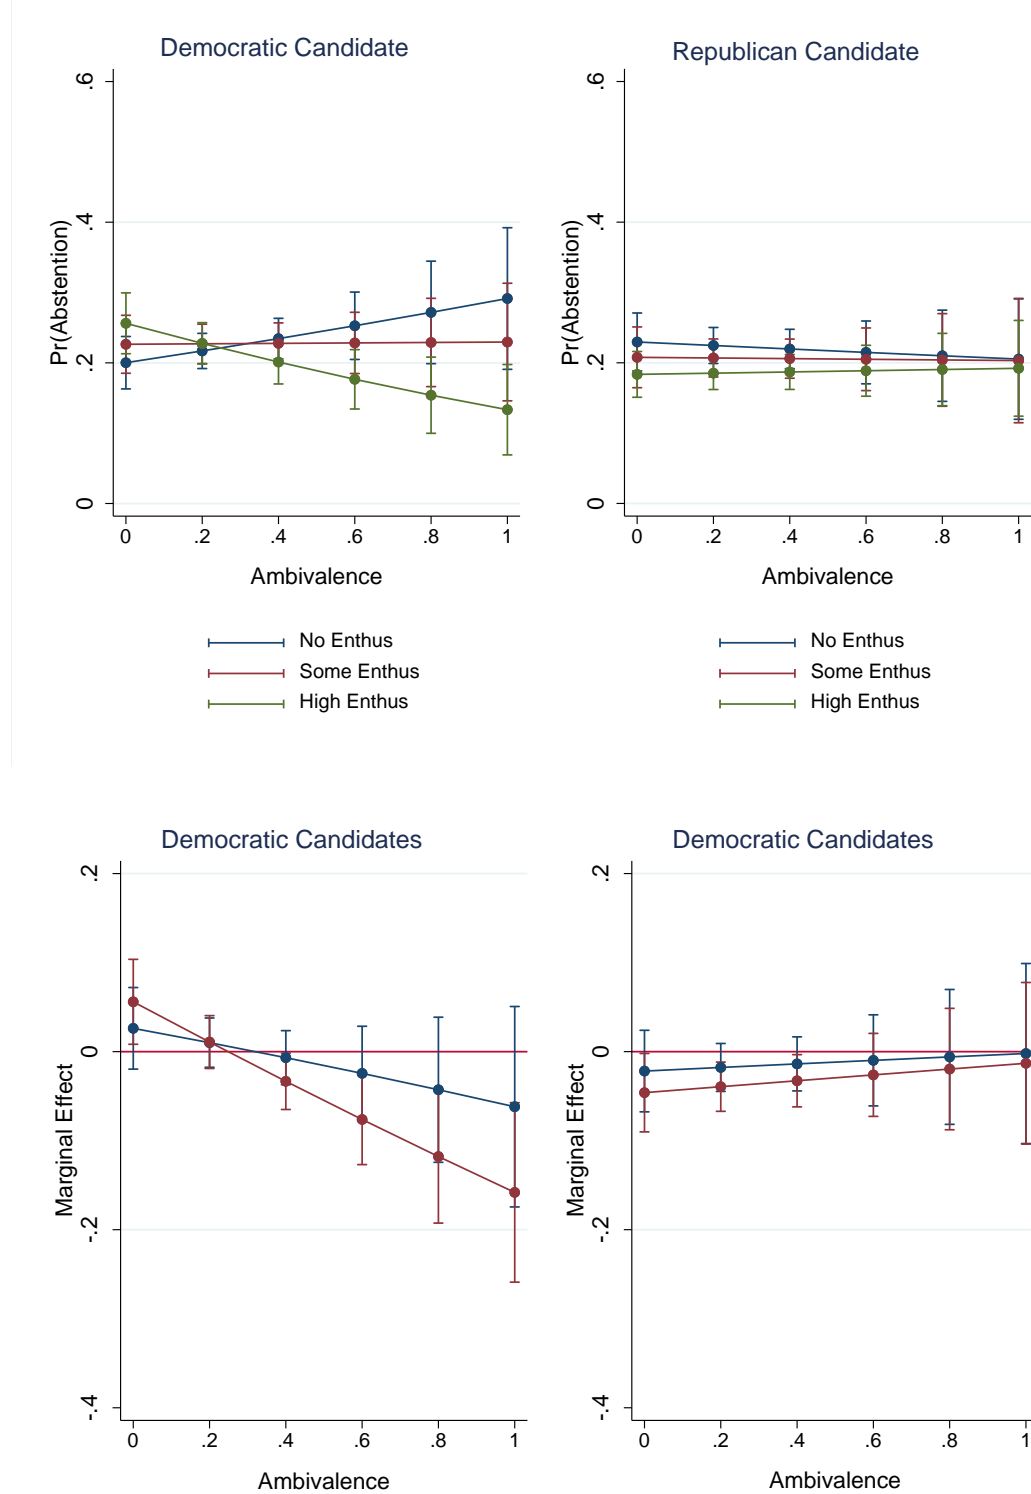 Democratic Candidate
Pr(Abstention)
.6
.4
.2
0
0 .2 .4 .6 .8 1
Ambivalence
No Enthus
Some Enthus
High Enthus
Republican Candidate
Pr(Abstention)
.6
.4
.2
0
0 .2 .4 .6 .8 1
Ambivalence
No Enthus
Some Enthus
High Enthus
Democratic Candidates
Marginal Effect
.2
0
-.2
-.4
0 .2 .4 .6 .8 1
Ambivalence
Democratic Candidates
Marginal Effect
.2
0
-.2
-.4
0 .2 .4 .6 .8 1
Ambivalence